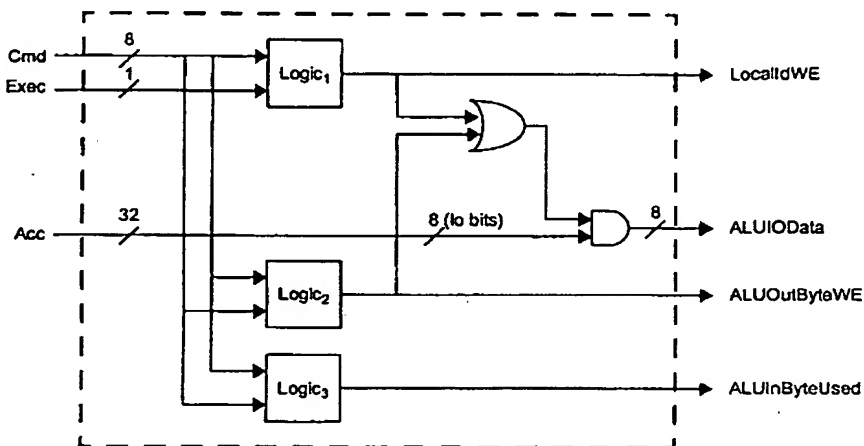 8
Cmd
1
Exec
Logic1
LocalIdWE
32
Acc
8 (lo bits)
8
ALUIOData
Logic2
ALUOutByteWE
Logic3
ALUInByteUsed